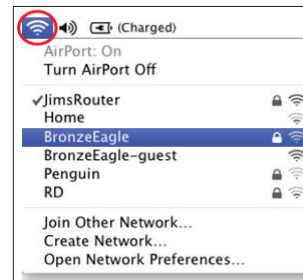 (Charged)
AirPort: On
Turn AirPort Off
✓JimsRouter
Home
BronzeEagle
BronzeEagle-guest
Penguin
RD
Join Other Network...
Create Network...
Open Network Preferences...